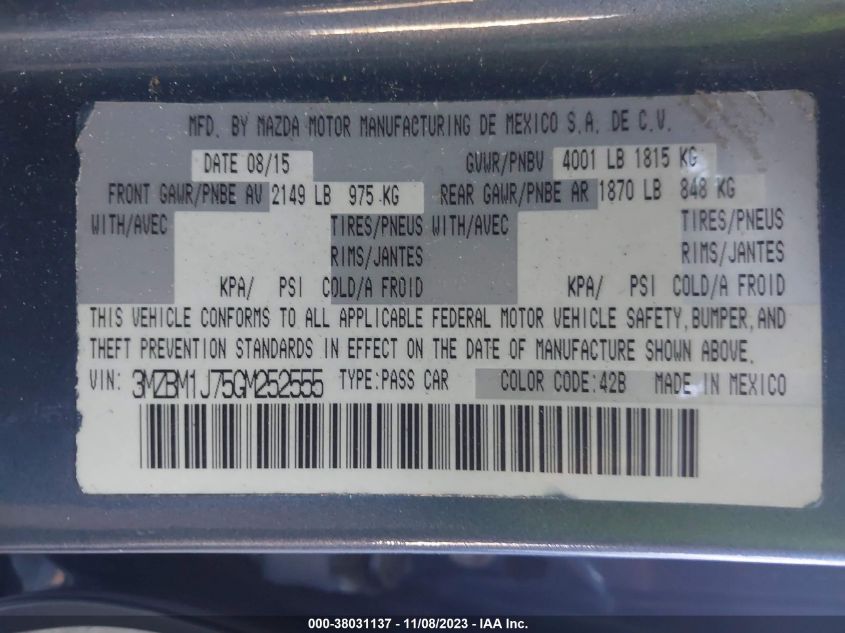 MFD. BY MAZDA MOTOR MANUFACTURING DE MEXICO S.A. DE C.V.
DATE 08/15 GVWR/PNBV 4001 LB 1815 KG
FRONT GAWR/PNBE AV 2149 LB 975 KG REAR GAWR/PNBE AR 1870 LB 848 KG
WITH/AVEC TIRES/PNEUS WITH/AVEC TIRES/PNEUS
RIMS/JANTES RIMS/JANTES
KPA/ PSI COLD/A FROID KPA/ PSI COLD/A FROID
THIS VEHICLE CONFORMS TO ALL APPLICABLE FEDERAL MOTOR VEHICLE SAFETY, BUMPER, AND
THEFT PREVENTION STANDARDS IN EFFECT ON THE DATE OF MANUFACTURE SHOWN ABOVE.
VIN: 3MZBM1J75GM252555 TYPE:PASS CAR COLOR CODE:42B MADE IN MEXICO
000-38031137 - 11/08/2023 - IAA Inc.